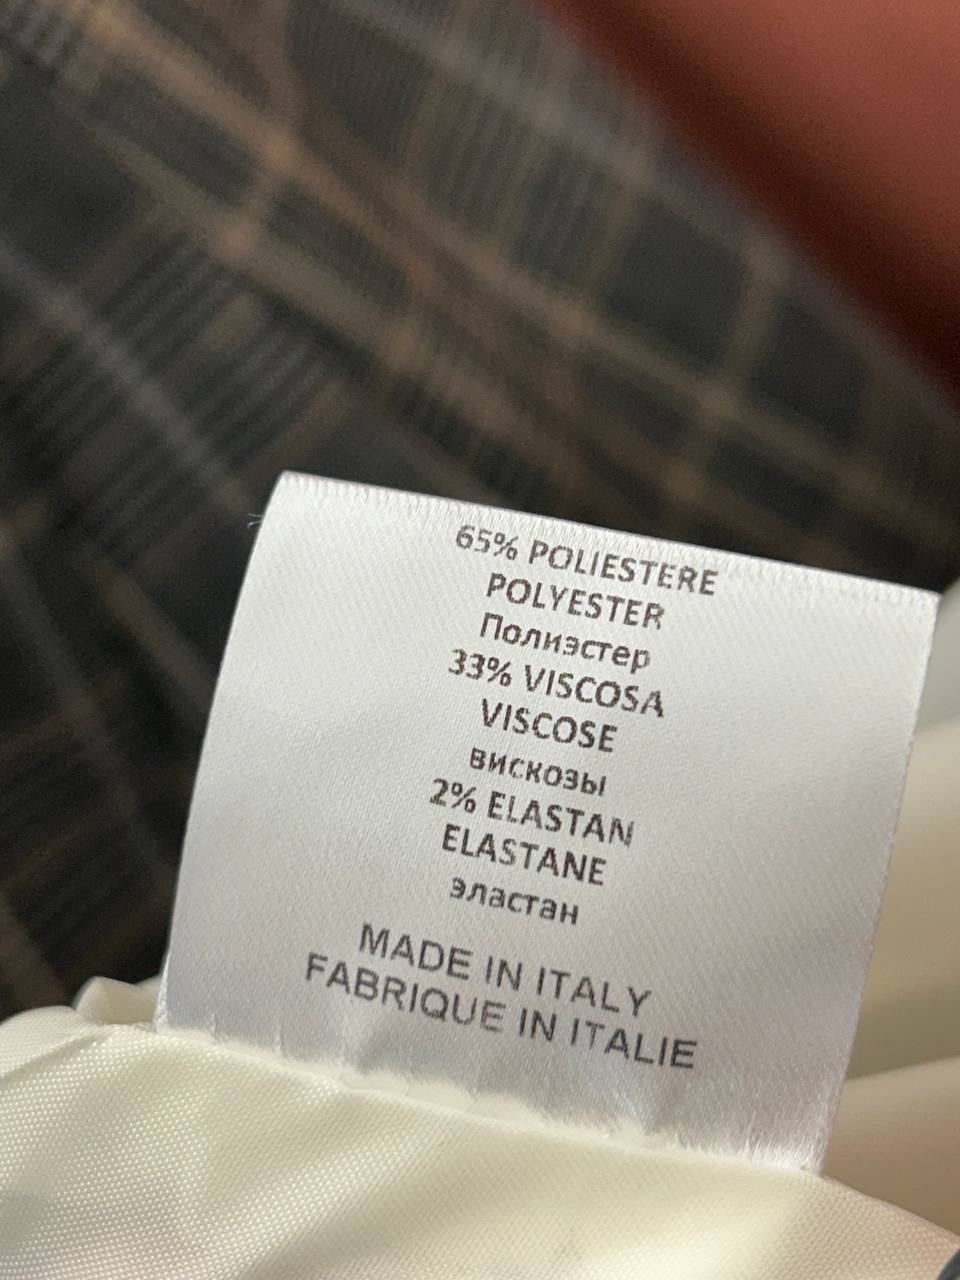 65% POLIESTERE
POLYESTER
Полиэстер
33% VISCOSA
VISCOSE
вискозы
2% ELASTAN
ELASTANE
эластан
MADE IN ITALY
FABRIQUE IN ITALIE